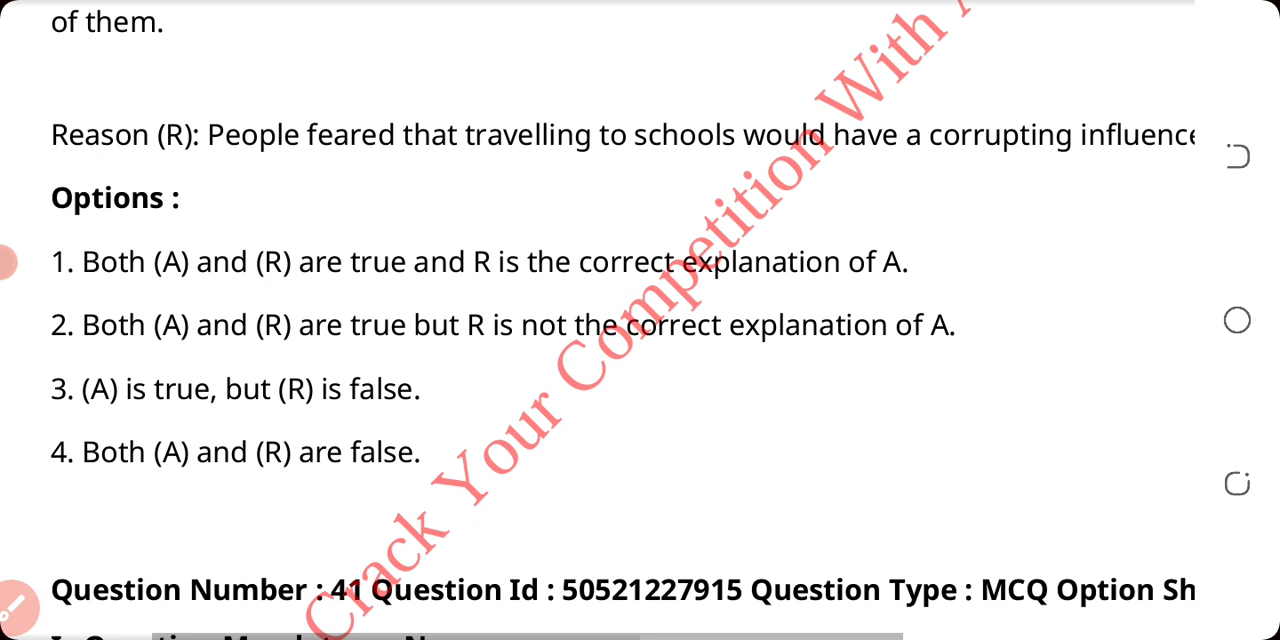 of them.
Reason (R): People feared that travelling to schools would have a corrupting influence
Options :
1. Both (A) and (R) are true and R is the correct explanation of A.
2. Both (A) and (R) are true but R is not the correct explanation of A.
3. (A) is true, but (R) is false.
4. Both (A) and (R) are false.
Crack Your Competition With
Question Number : 41 Question Id : 50521227915 Question Type : MCQ Option Sh